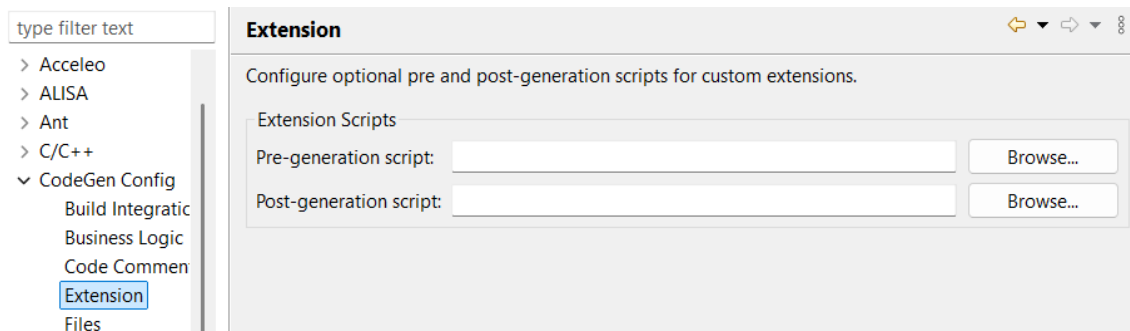 type filter text
Acceleo
ALISA
Ant
C/C++
CodeGen Config
Build Integratic
Business Logic
Code Commen
Extension
Files
Extension
Configure optional pre and post-generation scripts for custom extensions.
Extension Scripts
Pre-generation script:
Browse...
Post-generation script:
Browse...